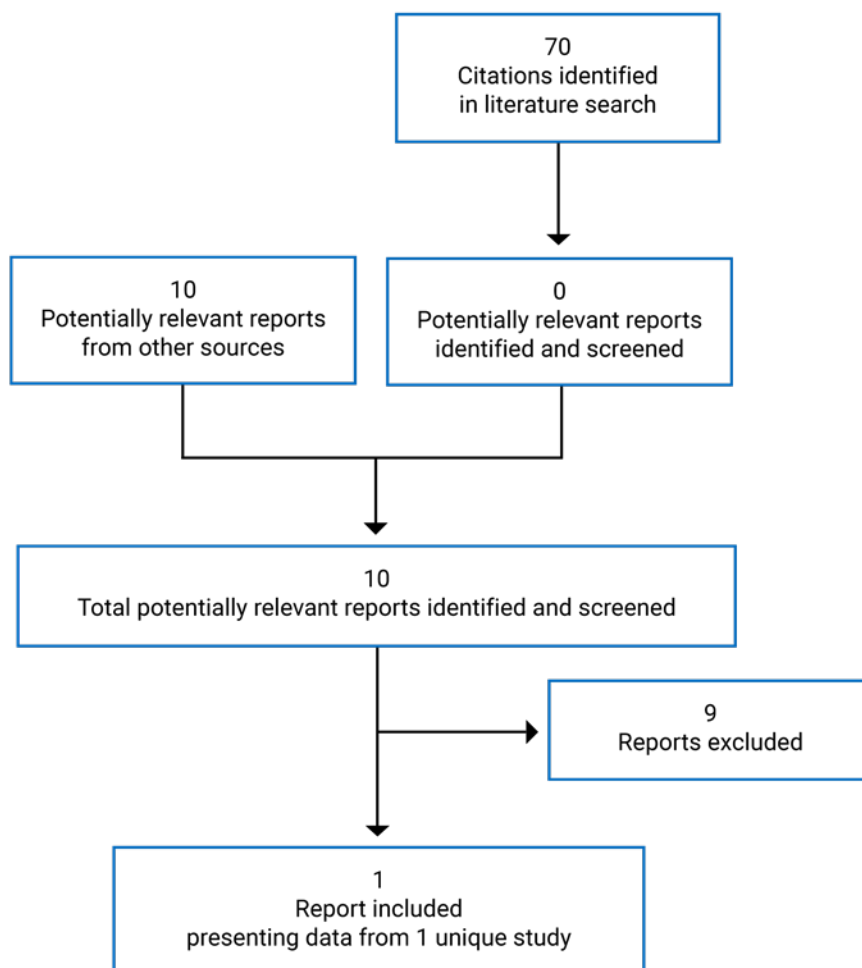 70
Citations identified
in literature search
10
Potentially relevant reports
from other sources
0
Potentially relevant reports
identified and screened
10
Total potentially relevant reports identified and screened
9
Reports excluded
1
Report included
presenting data from 1 unique study